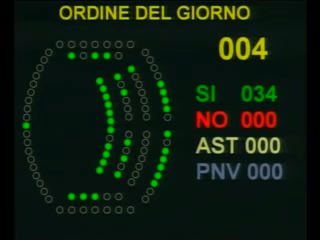 ORDINE DEL GIORNO
004
SI 034
NO 000
AST 000
PNV 000